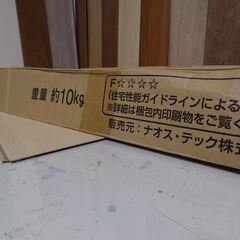 重量 約10kg
F☆☆☆☆
(住宅性能ガイドラインによる
※詳細は梱包内印刷物をご覧く
販売元:ナオス・テック株式